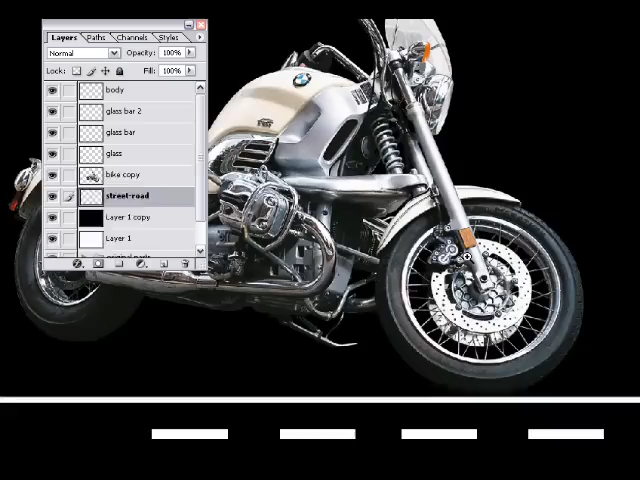 Layers Paths Channels Styles
Normal Opacity: 100%
Lock: Fill: 100%
body
glass bar 2
glass bar
glass
bike copy
street-road
Layer 1 copy
Layer 1